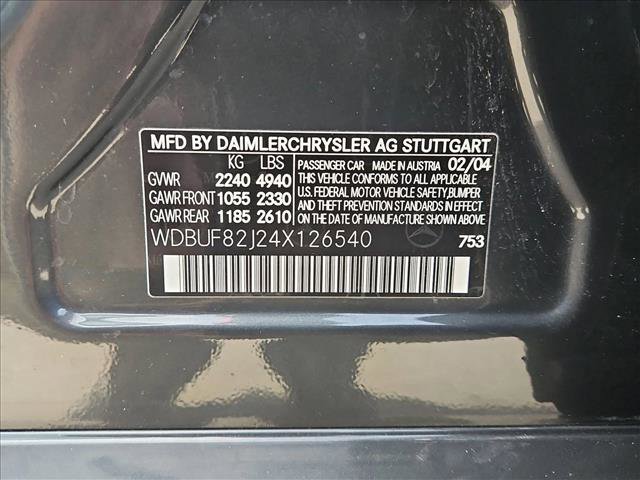 MFD BY DAIMLERCHRYSLER AG STUTTGART
KG LBS
GVWR 2240 4940
GAWR FRONT 1055 2330
GAWR REAR 1185 2610
PASSENGER CAR MADE IN AUSTRIA 02/04
THIS VEHICLE CONFORMS TO ALL APPLICABLE
U.S. FEDERAL MOTOR VEHICLE SAFETY, BUMPER
AND THEFT PREVENTION STANDARDS IN EFFECT
ON THE DATE OF MANUFACTURE SHOWN ABOVE.
WDBUF82J24X126540
753